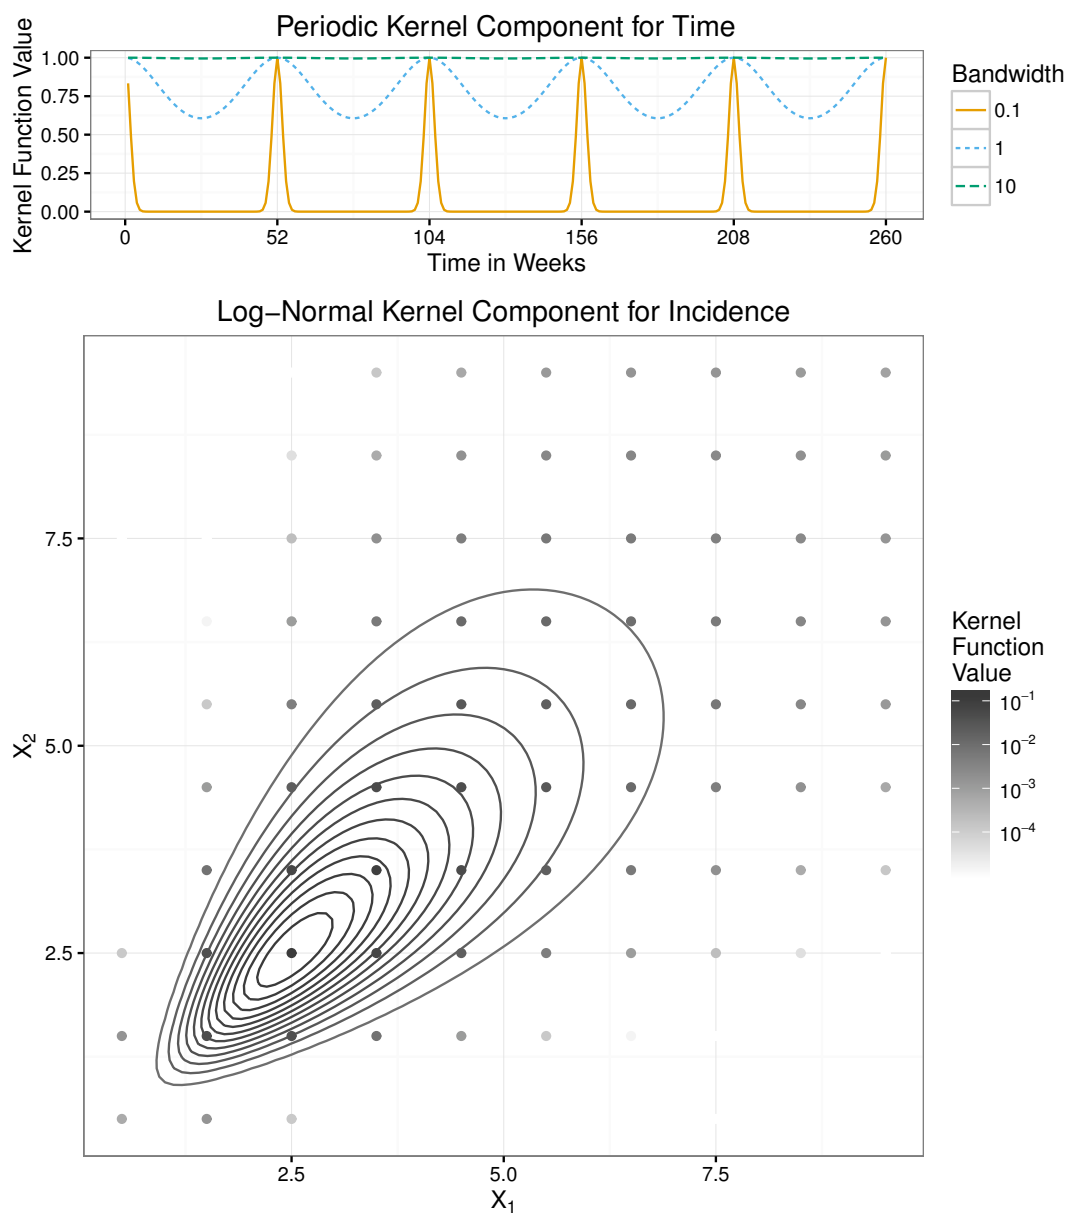 Periodic Kernel Component for Time
Kernel Function Value
1.00
0.75
0.50
0.25
0.00
0 52 104 156 208 260
Time in Weeks
Bandwidth
0.1
1
10
Log−Normal Kernel Component for Incidence
X₂
7.5
5.0
2.5
2.5 5.0 7.5
X₁
Kernel
Function
Value
10⁻¹
10⁻²
10⁻³
10⁻⁴